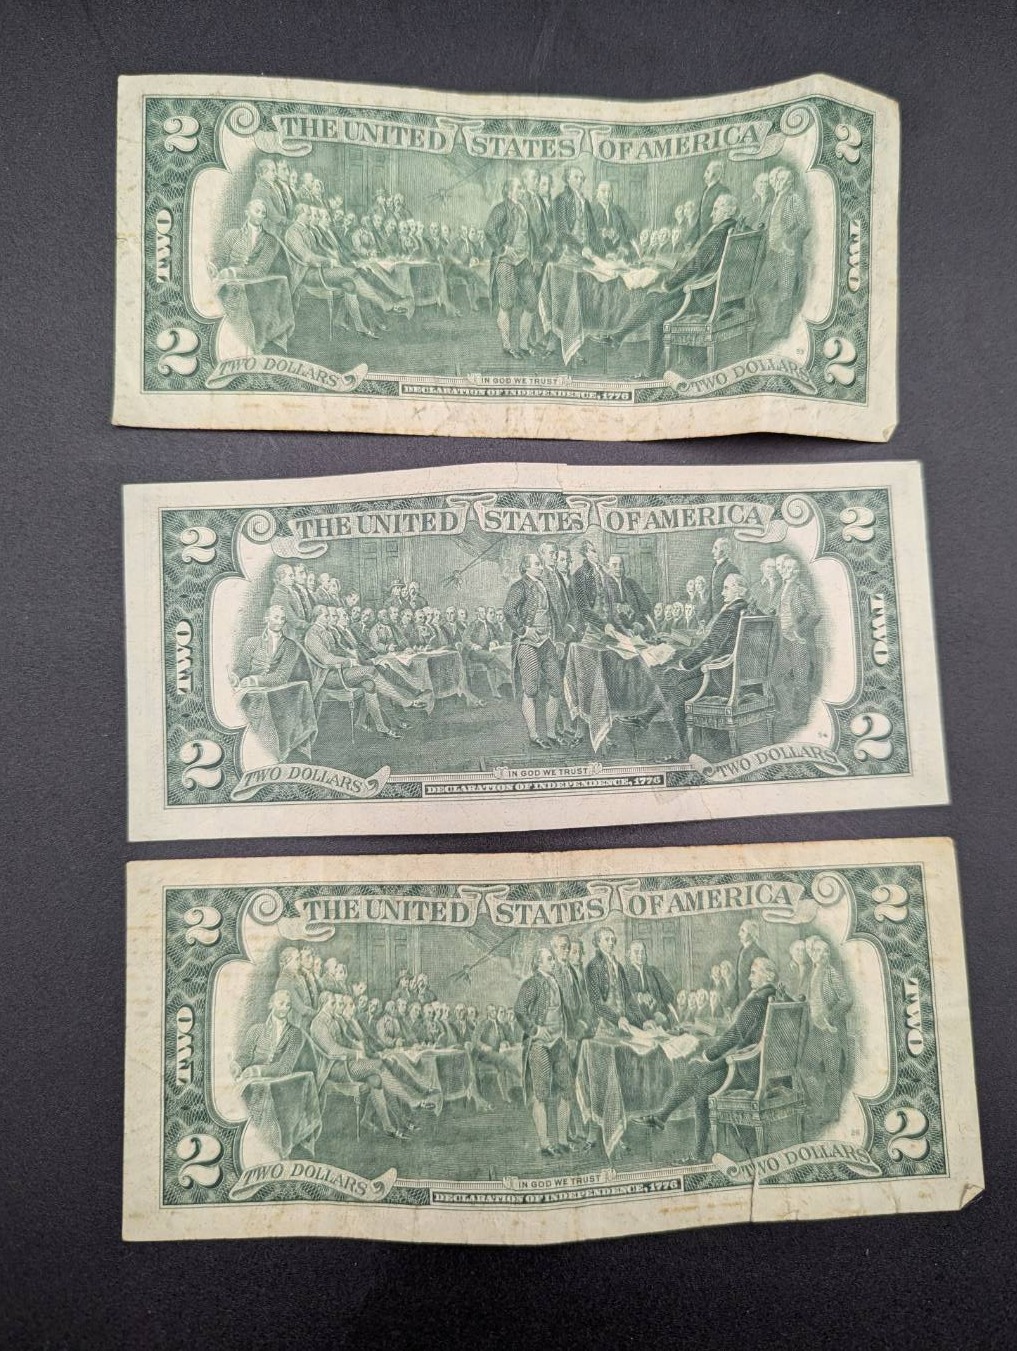 2 THE UNITED STATES OF AMERICA 2
TWO TWO
2 TWO DOLLARS IN GOD WE TRUST TWO DOLLARS 2
DECLARATION OF INDEPENDENCE, 1776
2 THE UNITED STATES OF AMERICA 2
TWO TWO
2 TWO DOLLARS IN GOD WE TRUST TWO DOLLARS 2
DECLARATION OF INDEPENDENCE, 1776
2 THE UNITED STATES OF AMERICA 2
TWO TWO
2 TWO DOLLARS IN GOD WE TRUST TWO DOLLARS 2
DECLARATION OF INDEPENDENCE, 1776